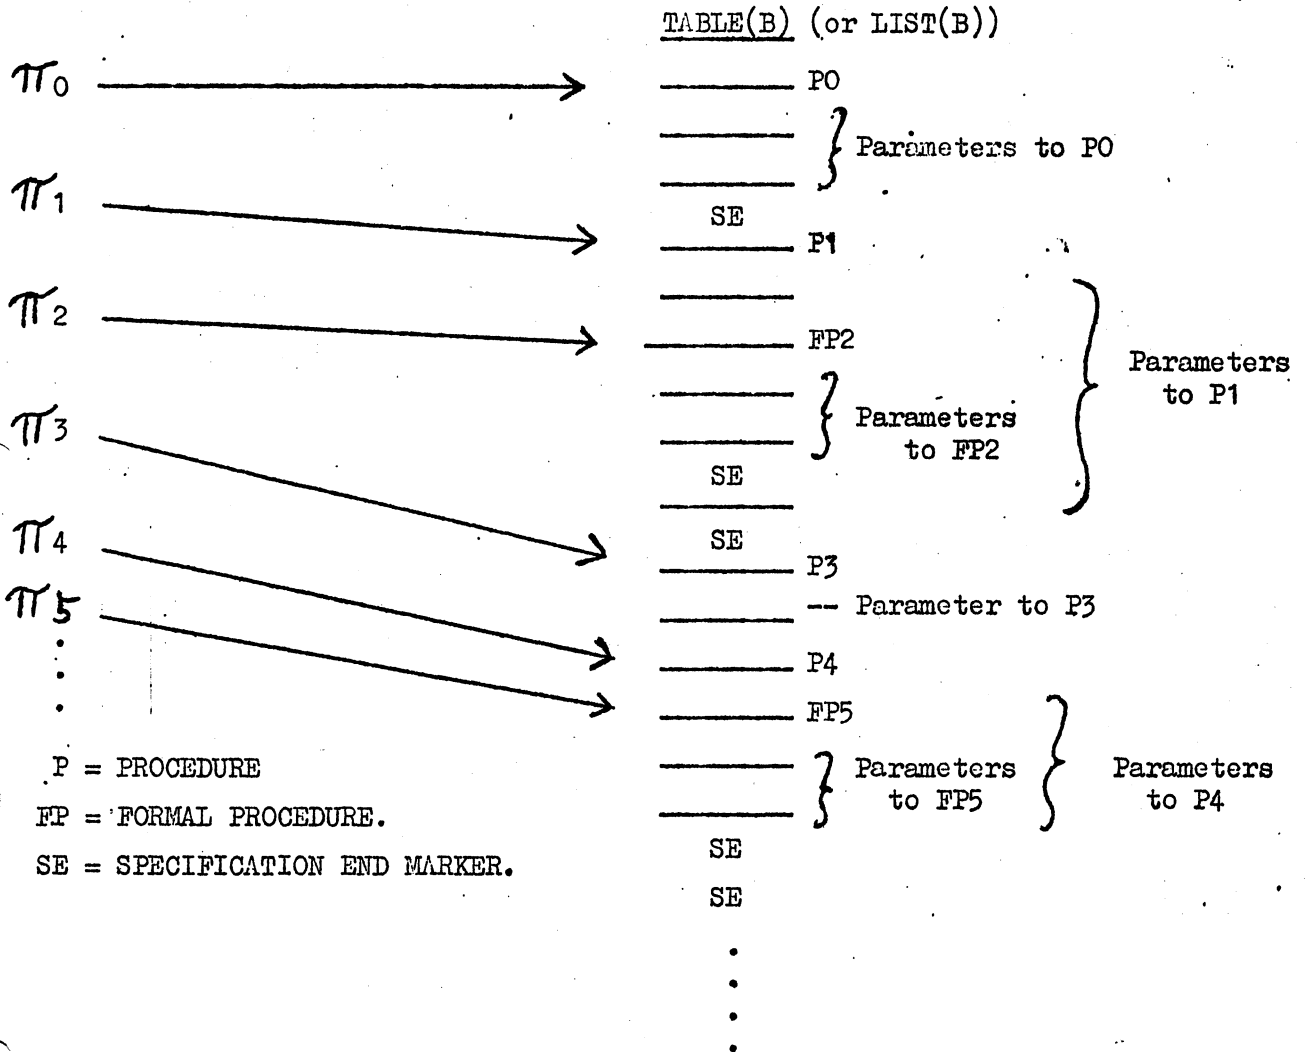 TABLE(B) (or LIST(B))
π0
P0
Parameters to P0
π1
SE
P1
π2
FP2
Parameters
to P1
π3
Parameters
to FP2
SE
π4
SE
P3
π5
-- Parameter to P3
P4
FP5
P = PROCEDURE
Parameters
to FP5
Parameters
to P4
FP = FORMAL PROCEDURE.
SE
SE = SPECIFICATION END MARKER.
SE